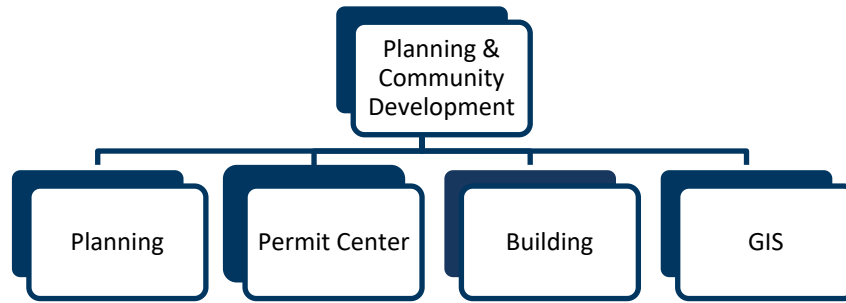 Planning &
Community
Development
Planning
Permit Center
Building
GIS